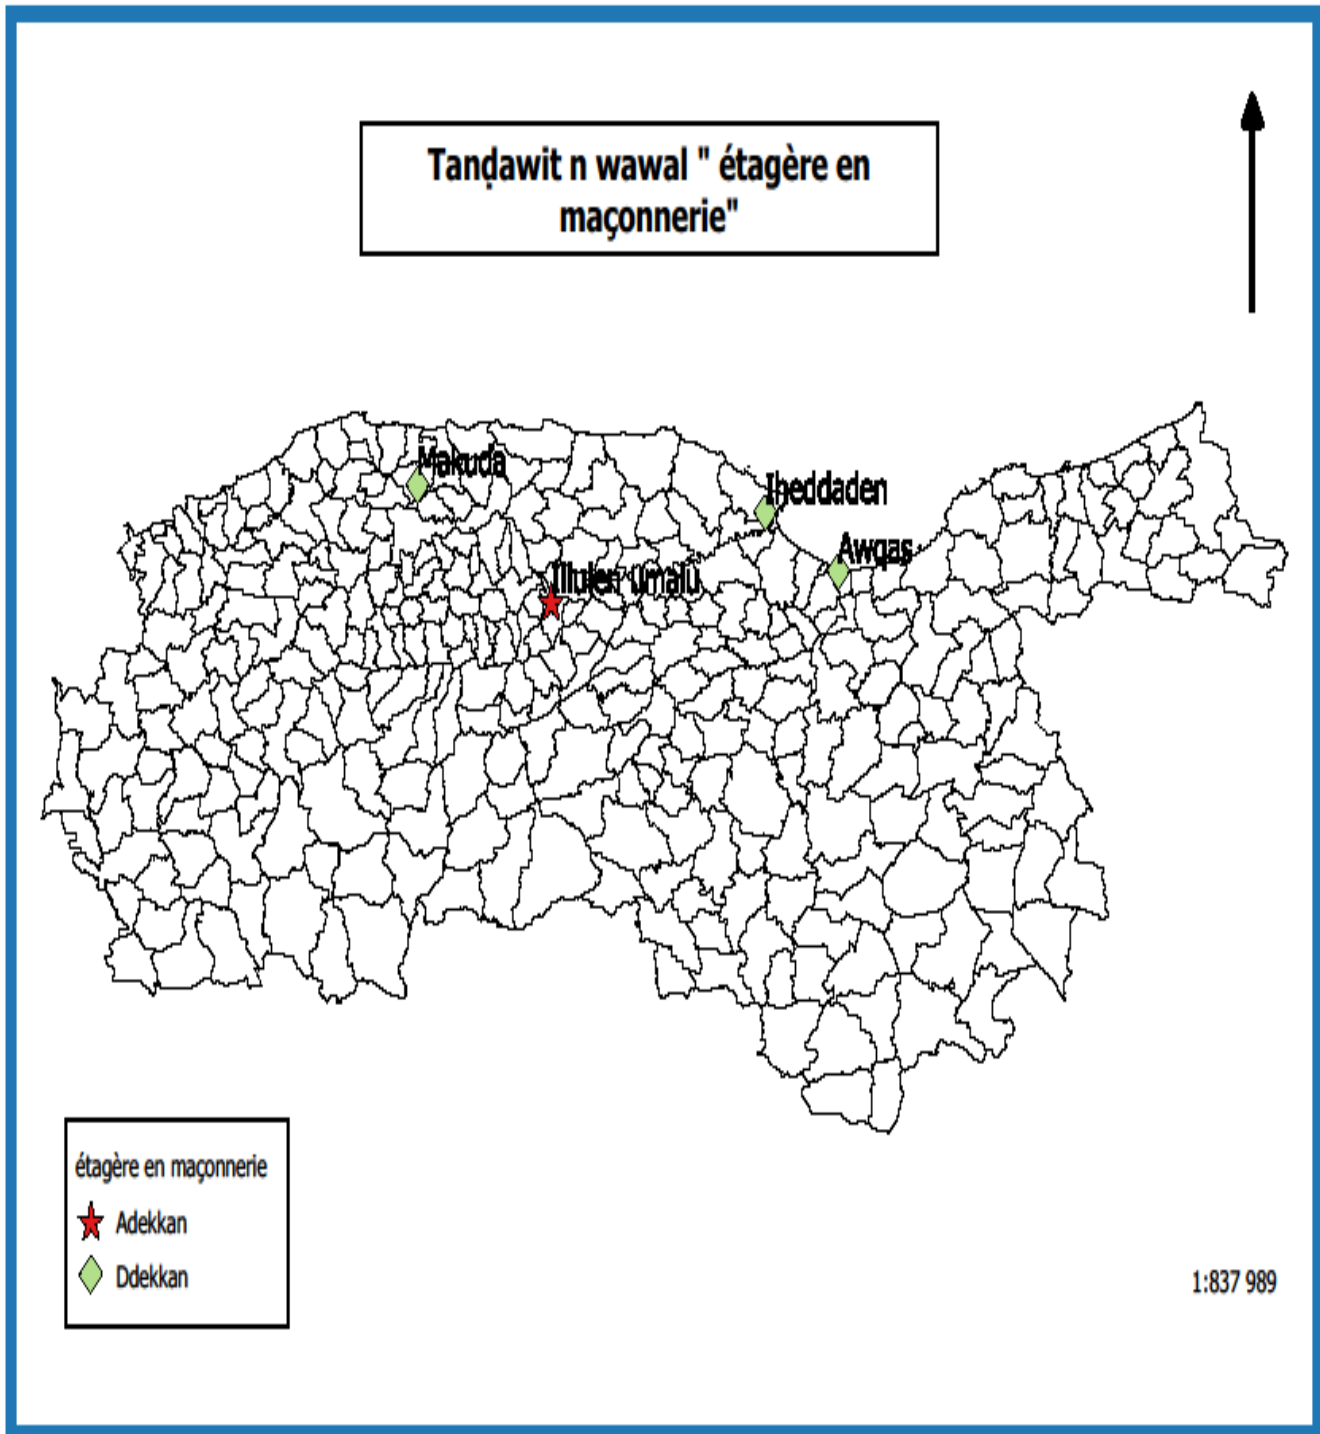 Tanḍawit n wawal " étagère en
maçonnerie"
Makuda
Iheddaden
Awqas
Illulen Umalu
étagère en maçonnerie
Adekkan
Ddekkan
1:837 989